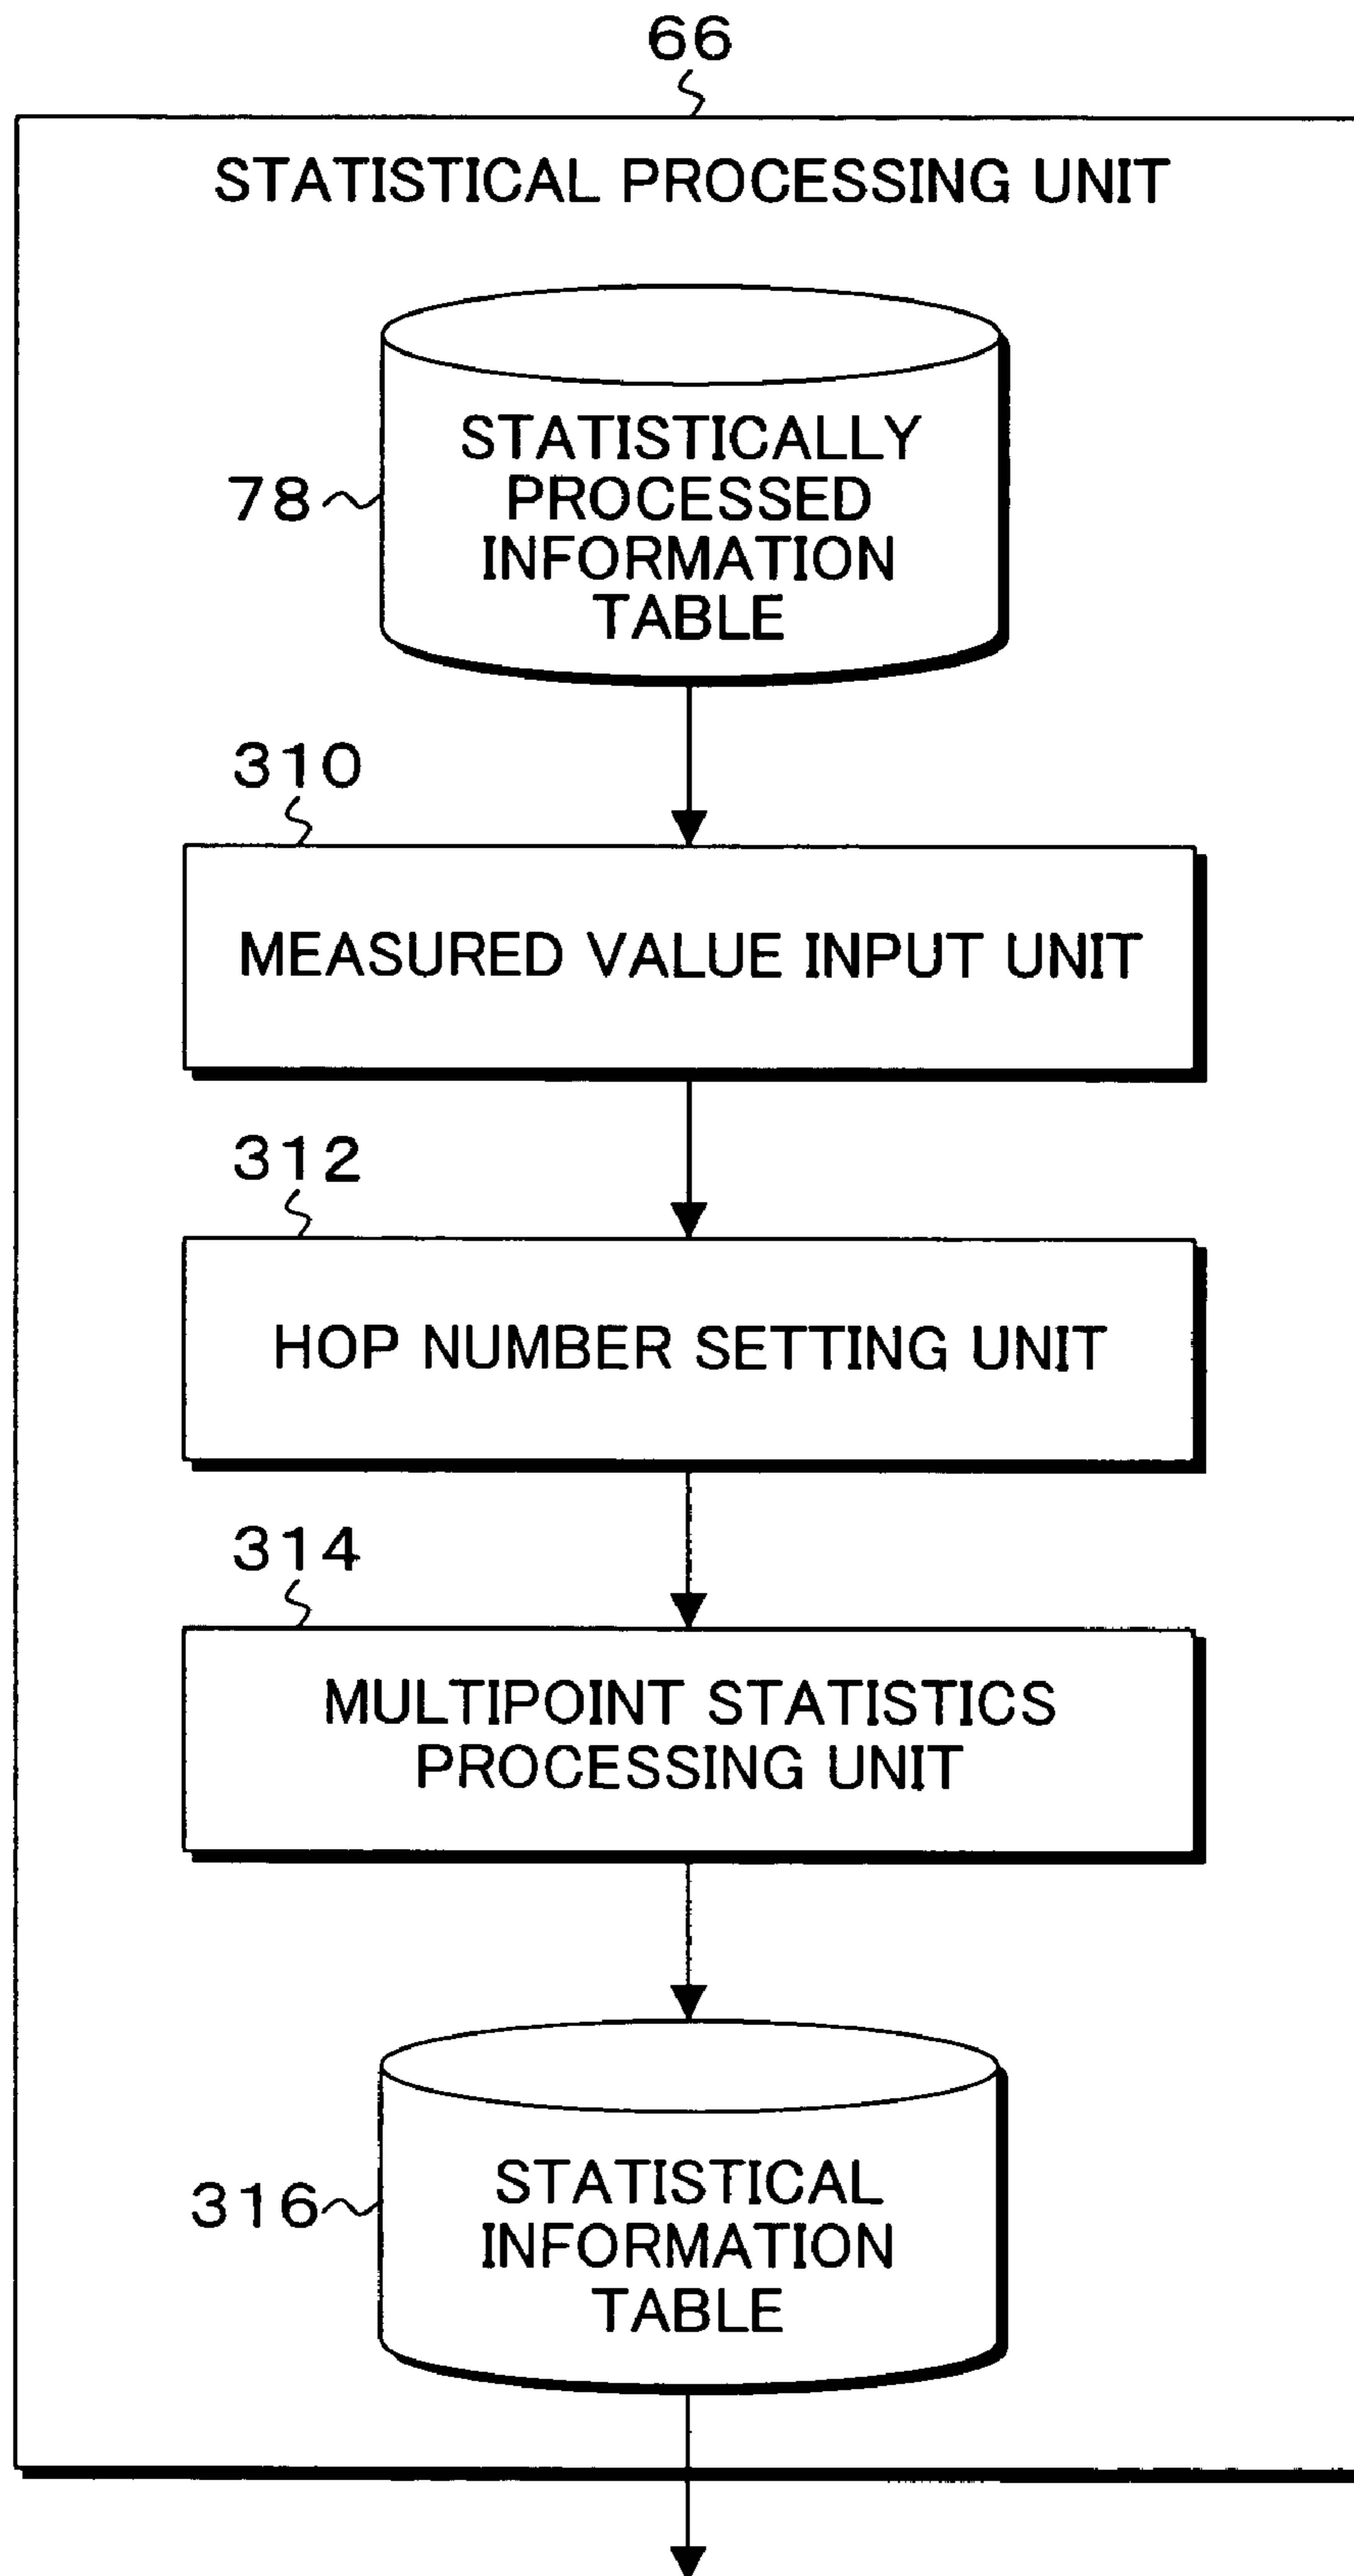 66
STATISTICAL PROCESSING UNIT
STATISTICALLY
78 PROCESSED
INFORMATION
TABLE
310
MEASURED VALUE INPUT UNIT
312
HOP NUMBER SETTING UNIT
314
MULTIPOINT STATISTICS
PROCESSING UNIT
STATISTICAL
316 INFORMATION
TABLE